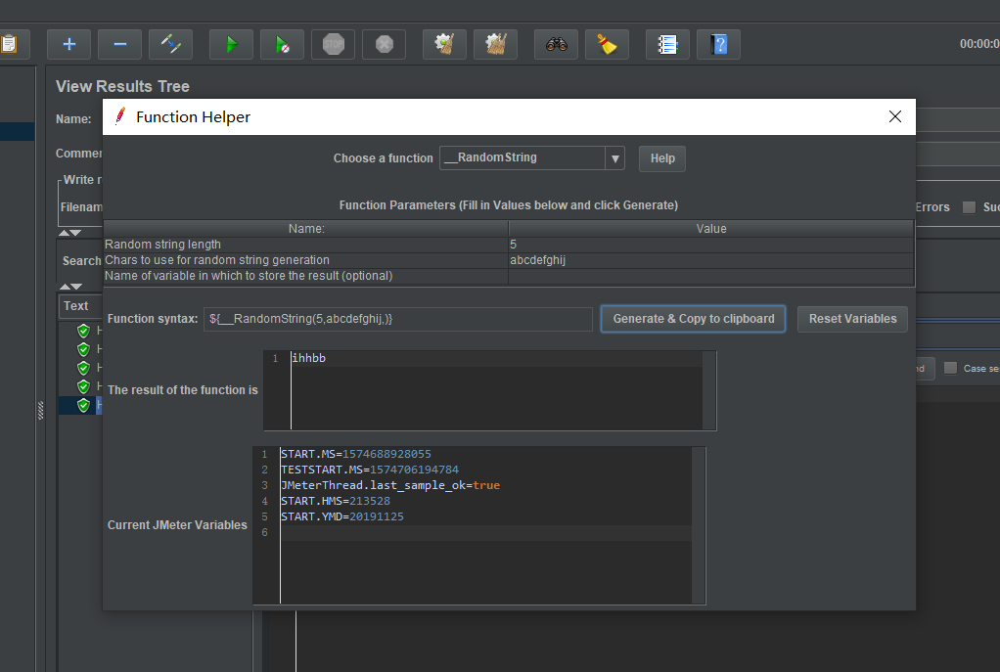 STOP
00:00:0
View Results Tree
Name:
Function Helper
Commen
Choose a function __RandomString Help
Write r
Function Parameters (Fill in Values below and click Generate)
Filenam
Errors
Suc
Name: Value
Random string length 5
Chars to use for random string generation abcdefghij
Name of variable in which to store the result (optional)
Search
Text
Function syntax: ${__RandomString(5,abcdefghij,)} Generate & Copy to clipboard Reset Variables
H
H
H
H
H
nd
Case se
1 ihhbb
The result of the function is
1 START.MS=1574688928055
2 TESTSTART.MS=1574706194784
3 JMeterThread.last_sample_ok=true
4 START.HMS=213528
5 START.YMD=20191125
6
Current JMeter Variables